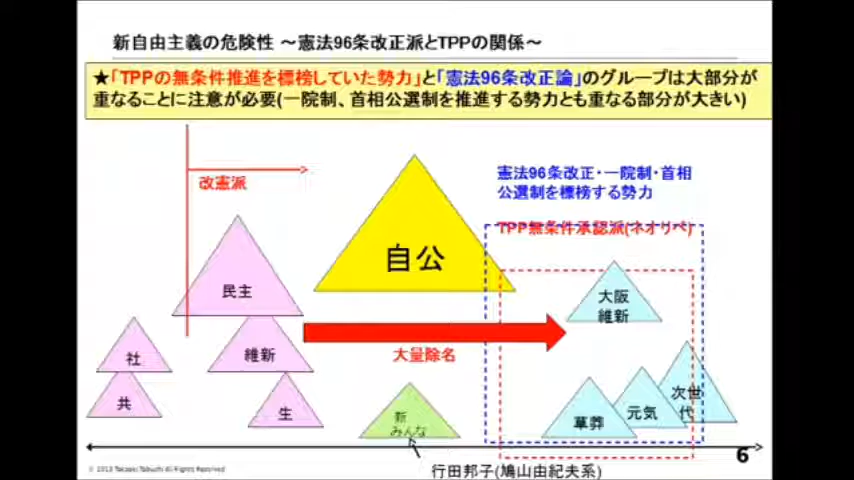 新自由主義の危険性 ～憲法96条改正派とTPPの関係～
★「TPPの無条件推進を標榜していた勢力」と「憲法96条改正論」のグループは大部分が
重なることに注意が必要(一院制、首相公選制を推進する勢力とも重なる部分が大きい)
改憲派
憲法96条改正・一院制・首相
公選制を標榜する勢力
TPP無条件承認派(ネオリベ)
自公
民主
大阪
維新
社
維新
大量除名
共
生
新
みんな
草莽
元気
次世
代
6
行田邦子(鳩山由紀夫系)
© 2013 Takaaki Tabuchi All Rights Reserved